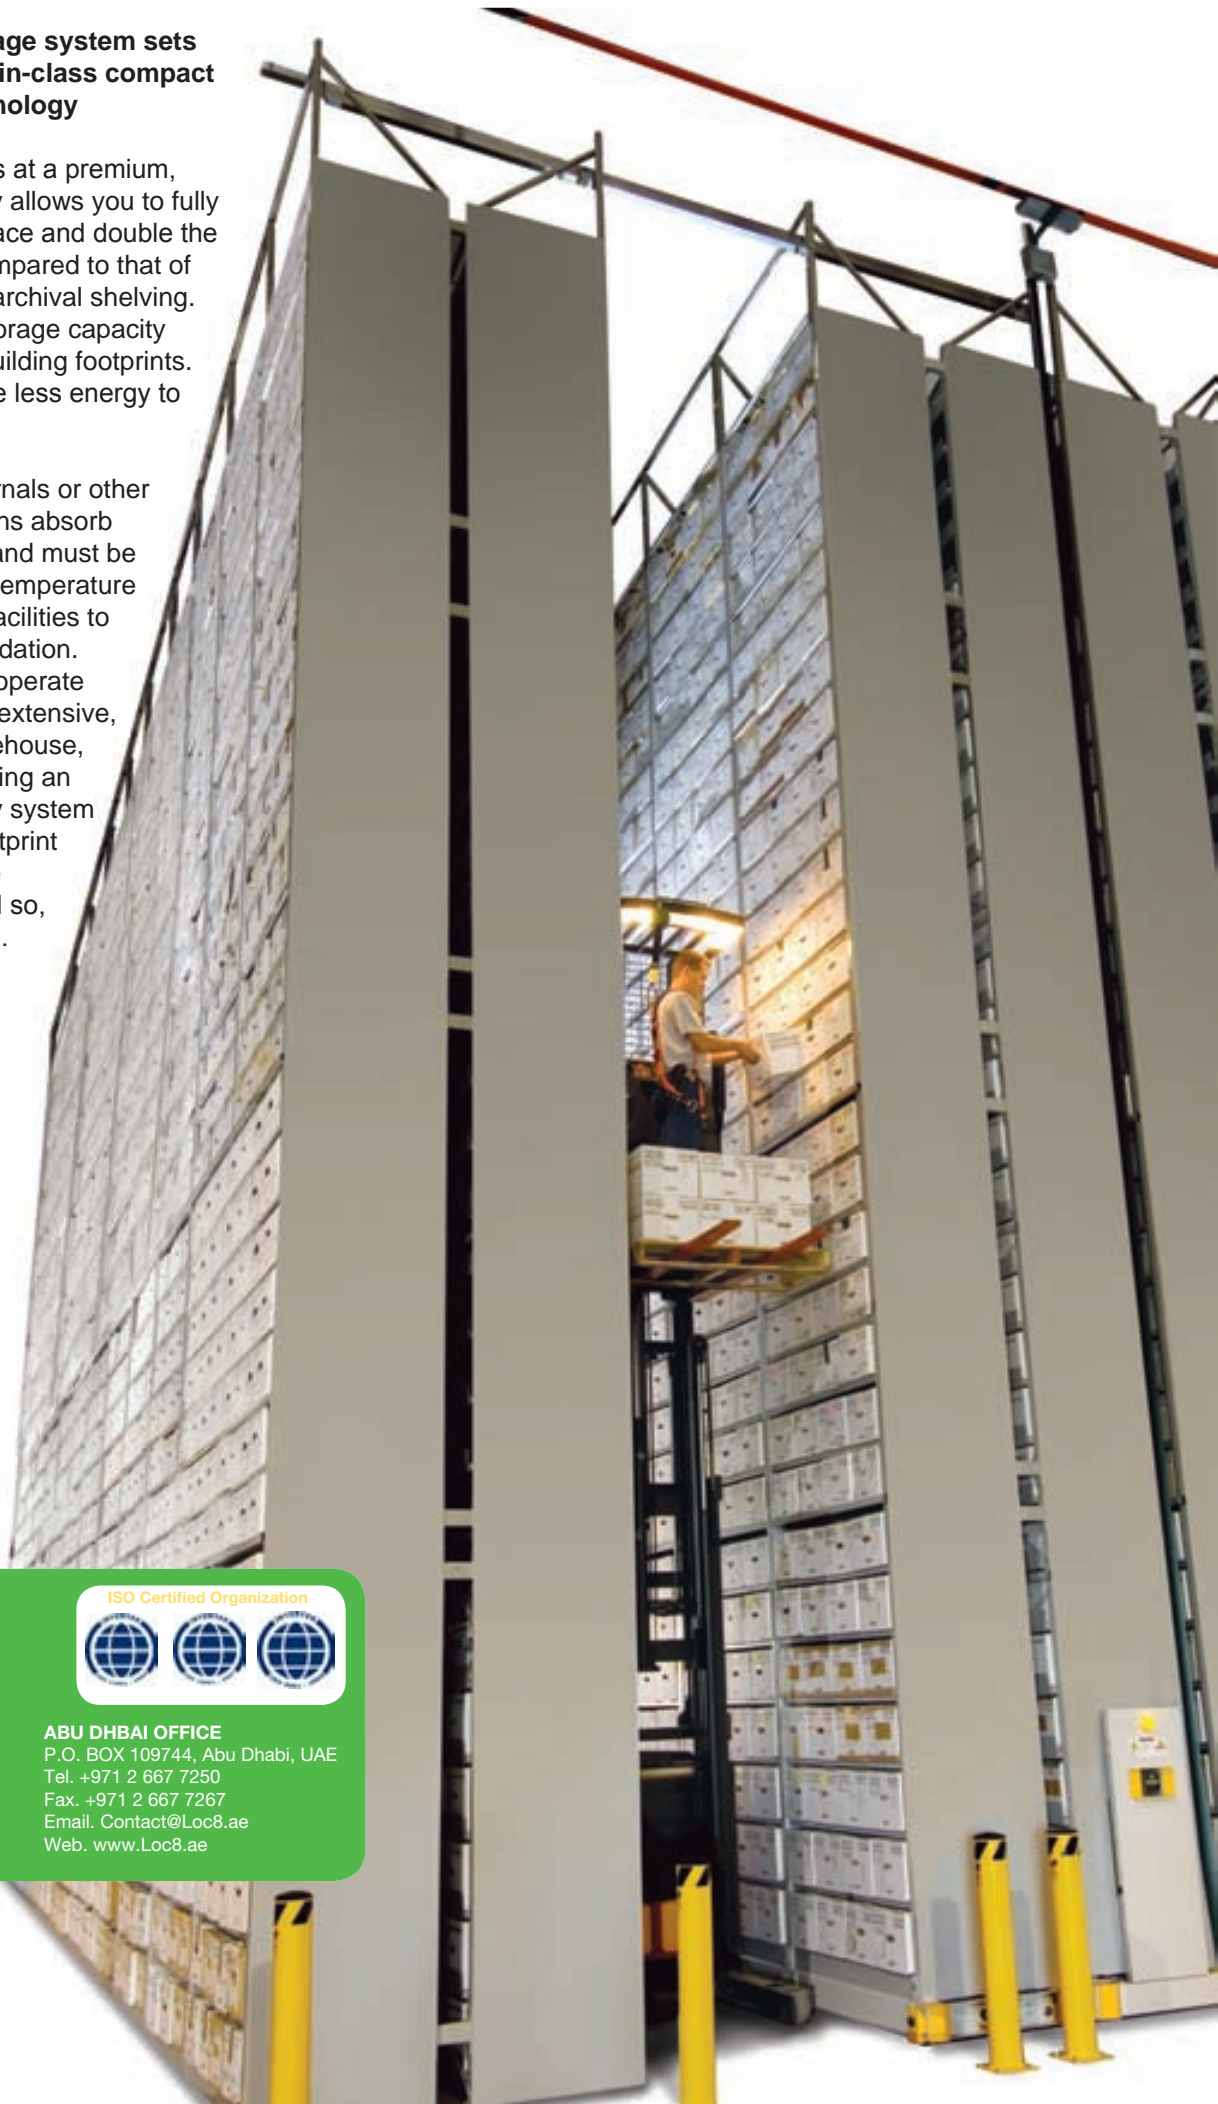 age system sets
in-class compact
nology
s at a premium,
y allows you to fully
ace and double the
mpared to that of
archival shelving.
orage capacity
uilding footprints.
e less energy to
rnals or other
ns absorb
and must be
temperature
acilities to
dation.
operate
extensive,
ehouse,
ing an
y system
tprint
l so,
.
ISO Certified Organization
ABU DHBAI OFFICE
P.O. BOX 109744, Abu Dhabi, UAE
Tel. +971 2 667 7250
Fax. +971 2 667 7267
Email. Contact@Loc8.ae
Web. www.Loc8.ae